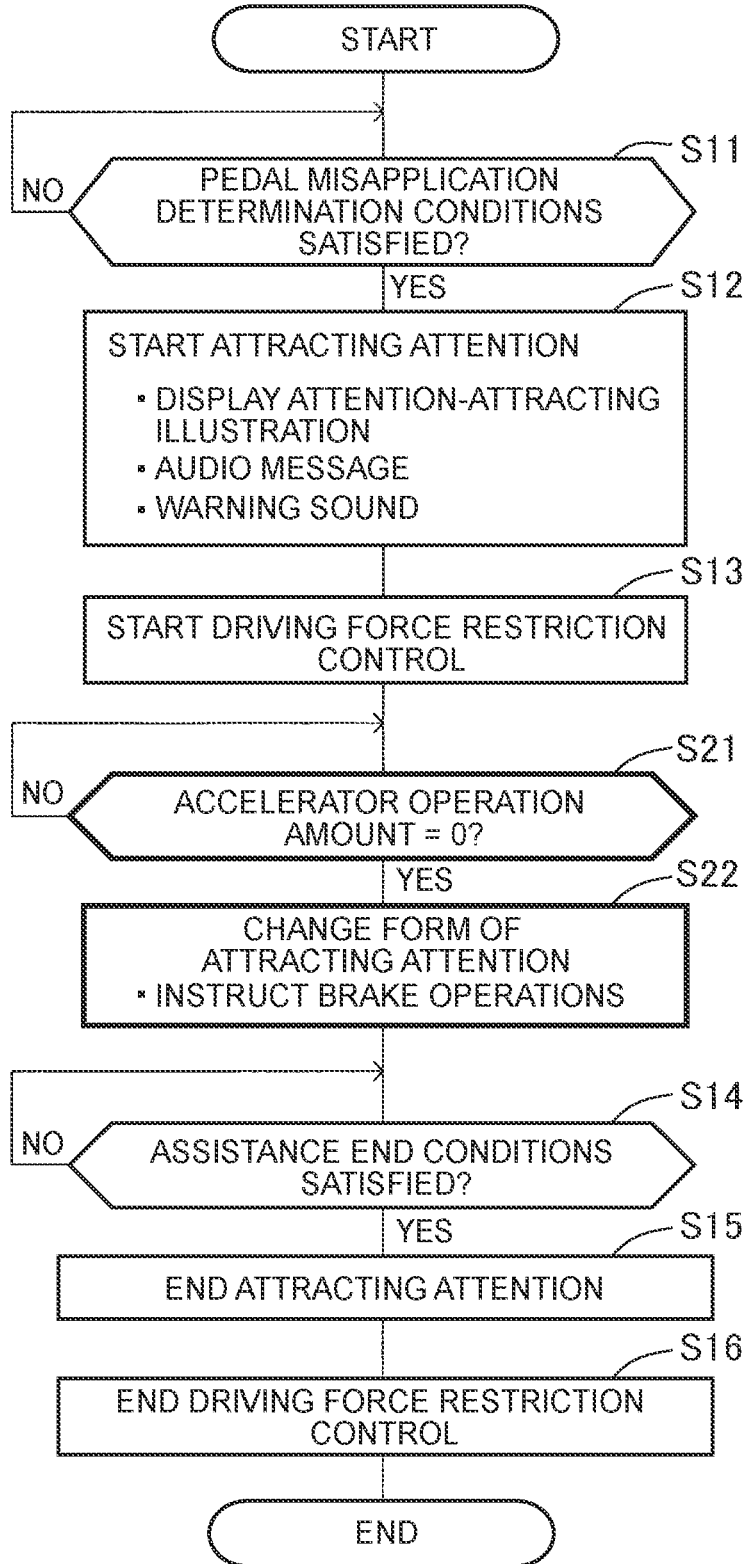 START
S11
PEDAL MISAPPLICATION
DETERMINATION CONDITIONS
SATISFIED?
NO
YES
S12
START ATTRACTING ATTENTION
▪ DISPLAY ATTENTION-ATTRACTING
ILLUSTRATION
▪ AUDIO MESSAGE
▪ WARNING SOUND
S13
START DRIVING FORCE RESTRICTION
CONTROL
S21
ACCELERATOR OPERATION
AMOUNT = 0?
NO
YES
S22
CHANGE FORM OF
ATTRACTING ATTENTION
▪ INSTRUCT BRAKE OPERATIONS
S14
ASSISTANCE END CONDITIONS
SATISFIED?
NO
YES
S15
END ATTRACTING ATTENTION
S16
END DRIVING FORCE RESTRICTION
CONTROL
END